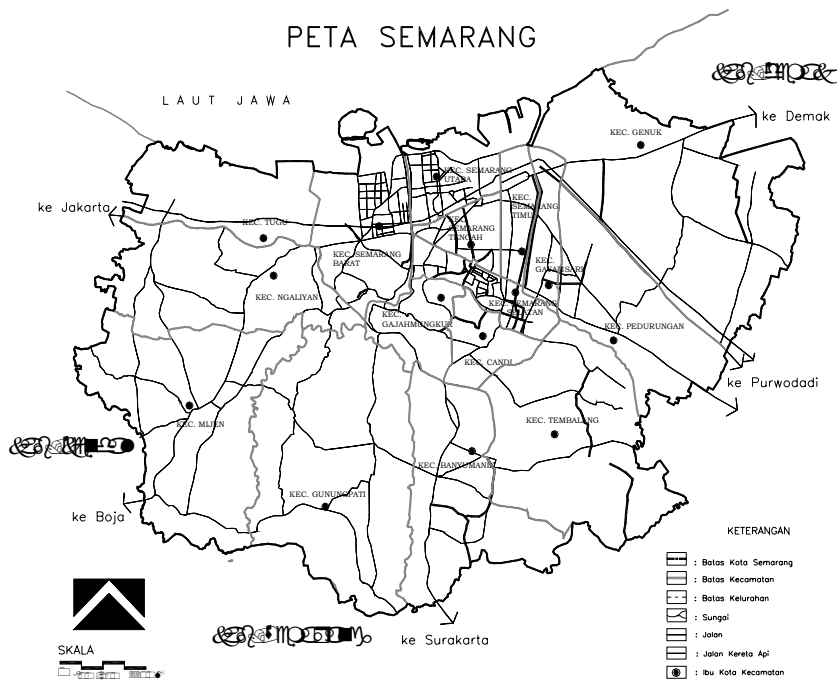 PETA SEMARANG
LAUT JAWA
ke Demak
KEC. GENUK
KEC. SEMARANG
UTARA
ke Jakarta
KEC. TUGU
KEC.
SEMARANG
TIMUR
KEC.
SEMARANG
TENGAH
KEC. SEMARANG
BARAT
KEC.
GAYAMSARI
KEC. NGALIYAN
KEC. SEMARANG
SELATAN
KEC.
GAJAHMUNGKUR
KEC. PEDURUNGAN
KEC. CANDI
ke Purwodadi
KEC. MIJEN
KEC. TEMBALANG
KEC. BANYUMANIK
KEC. GUNUNGPATI
ke Boja
ke Surakarta
SKALA
KETERANGAN
: Batas Kota Semarang
: Batas Kecamatan
: Batas Kelurahan
: Sungai
: Jalan
: Jalan Kereta Api
: Ibu Kota Kecamatan